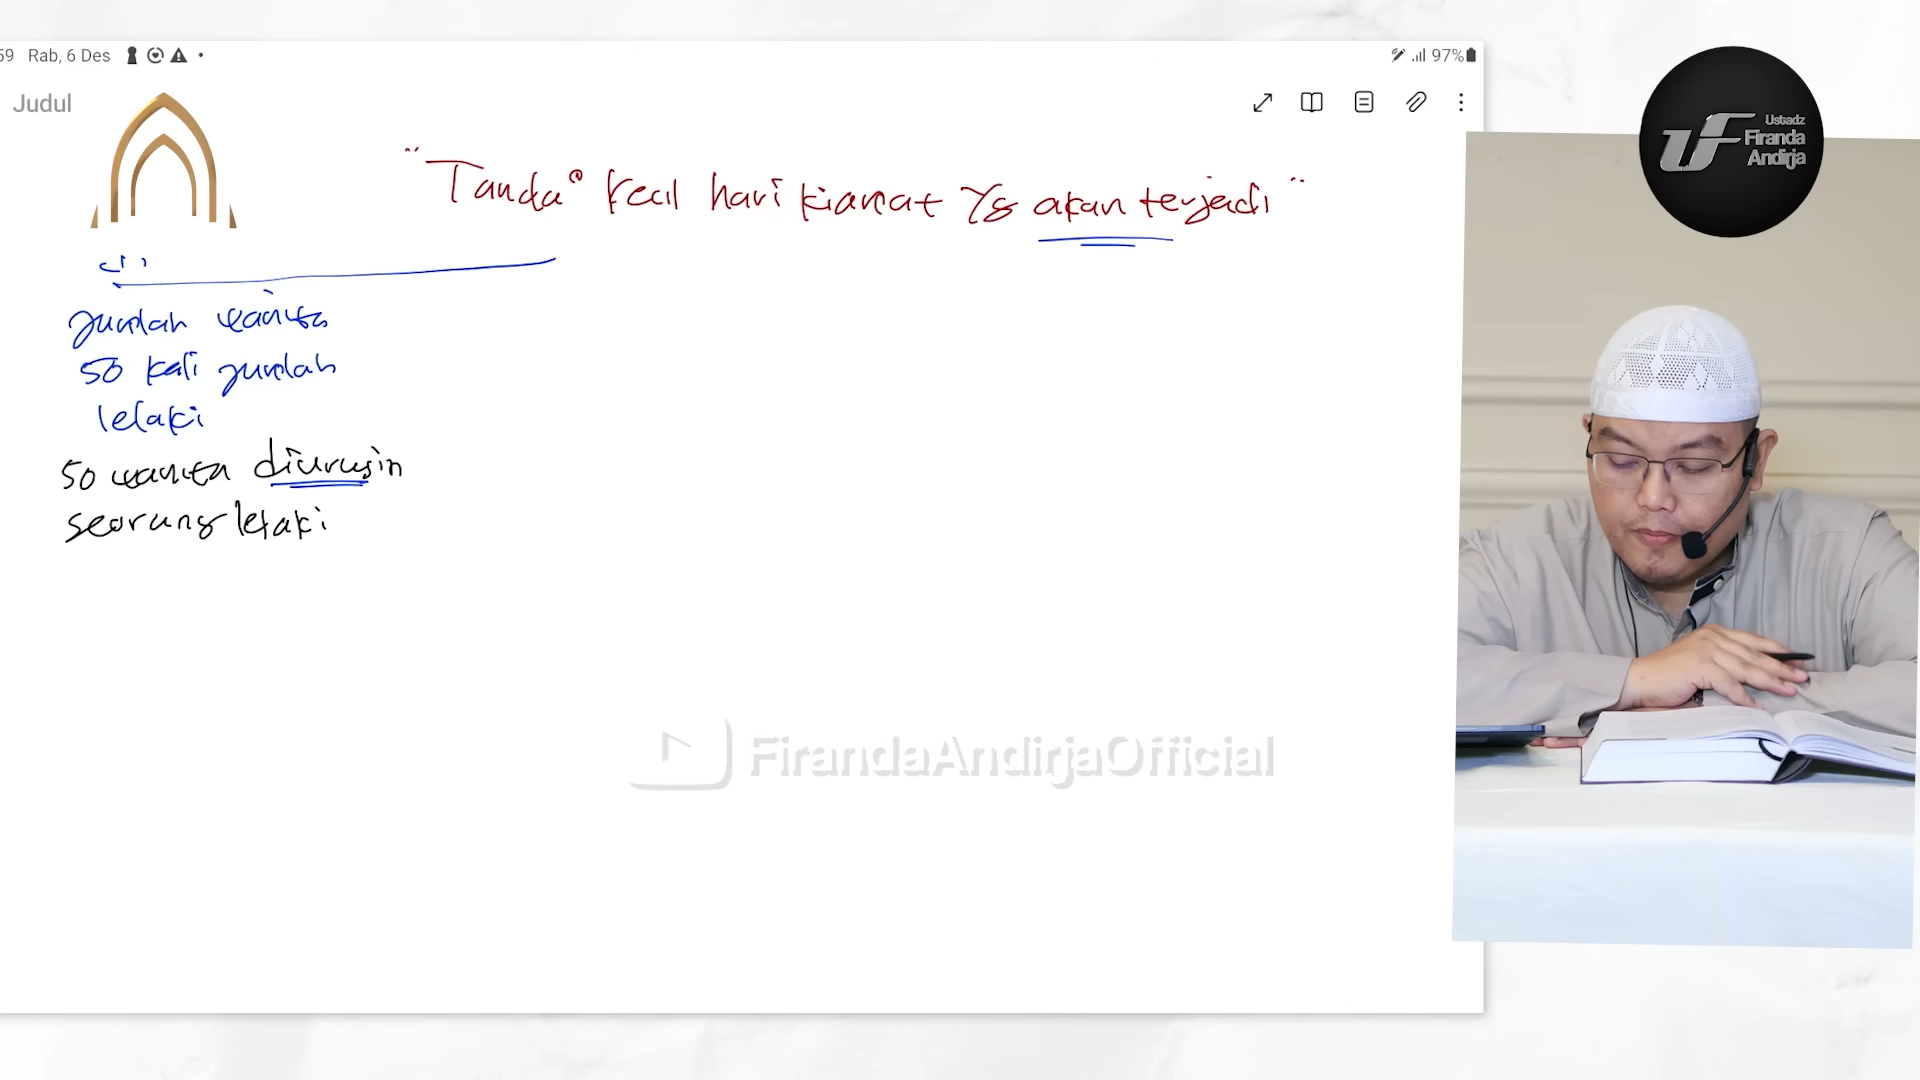 59 Rab, 6 Des
97%
Judul
Ustadz
Firanda
Andirja
"Tanda² kecil hari kiamat Yg akan terjadi"
jumlah wanita
50 kali jumlah
lelaki
50 wanita diurusin
seorang lelaki
FirandaAndirjaOfficial